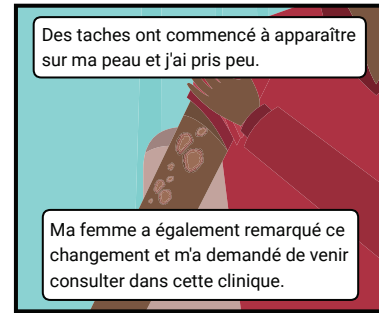 Des taches ont commencé à apparaître
sur ma peau et j'ai pris peu.
Ma femme a également remarqué ce
changement et m'a demandé de venir
consulter dans cette clinique.